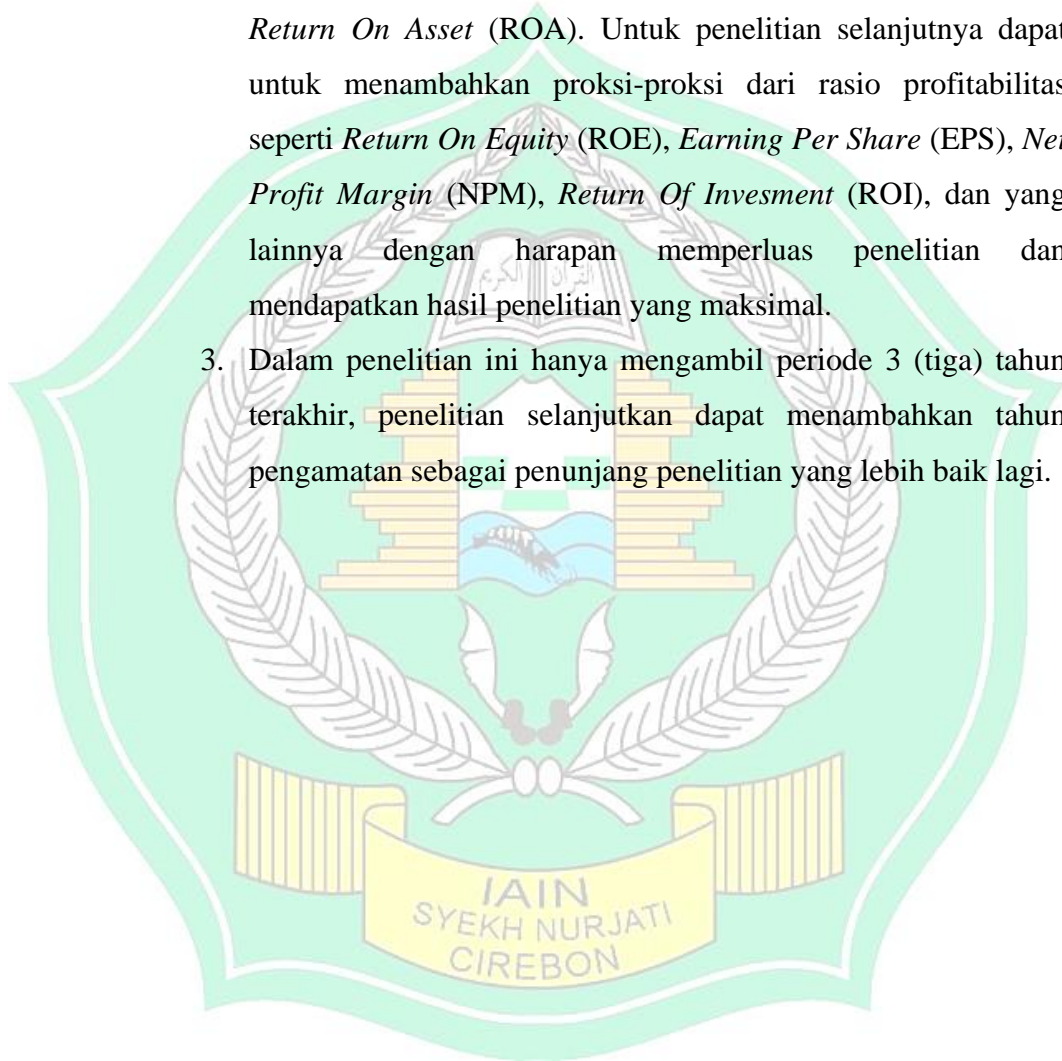 Return On Asset (ROA). Untuk penelitian selanjutnya dapat
untuk menambahkan proksi-proksi dari rasio profitabilitas
seperti Return On Equity (ROE), Earning Per Share (EPS), Net
Profit Margin (NPM), Return Of Invesment (ROI), dan yang
lainnya dengan harapan memperluas penelitian dan
mendapatkan hasil penelitian yang maksimal.
3. Dalam penelitian ini hanya mengambil periode 3 (tiga) tahun
terakhir, penelitian selanjutkan dapat menambahkan tahun
pengamatan sebagai penunjang penelitian yang lebih baik lagi.
IAIN
SYEKH NURJATI
CIREBON